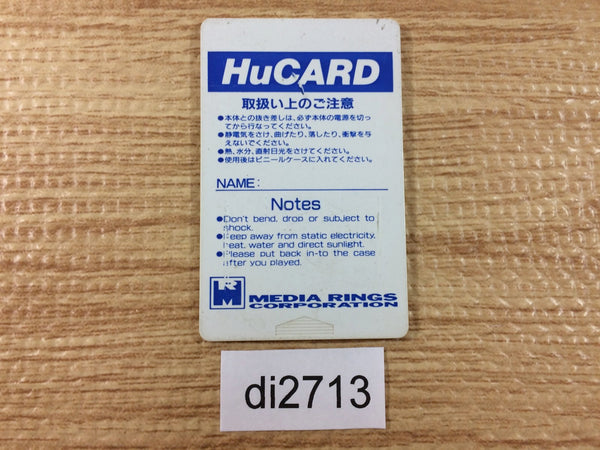 HuCARD
取扱い上のご注意
●本体との抜き差しは、必ず本体の電源を切っ
てから行なってください。
●静電気をさけ、曲げたり、落したり、衝撃を与
えないでください。
●熱、水分、直射日光をさけてください。
●使用後はビニールケースに入れてください。
NAME:
Notes
●Don't bend, drop or subject to
shock.
●Keep away from static electricity,
heat, water and direct sunlight.
●Please put back in-to the case
after you played.
MEDIA RINGS
CORPORATION
di2713